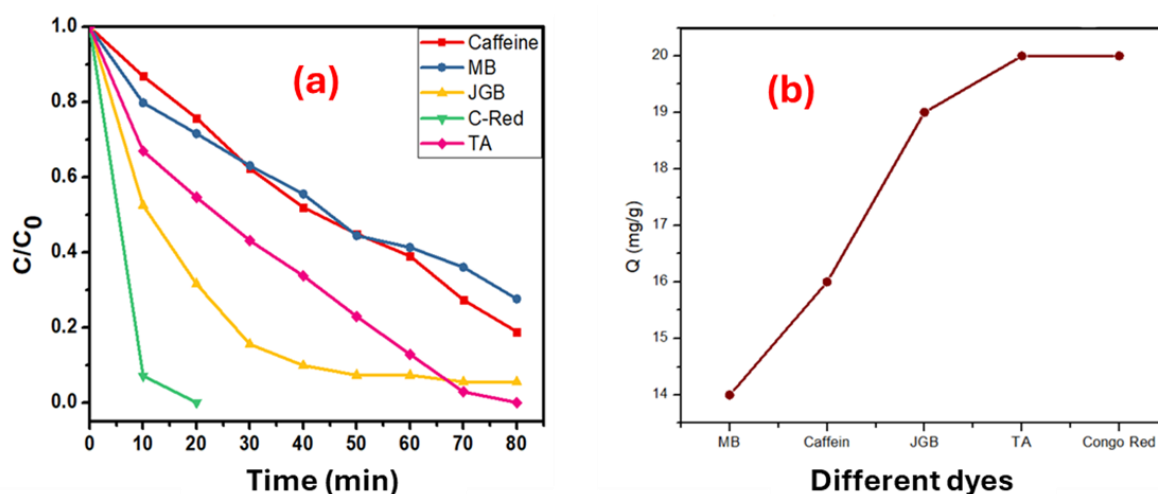 (a)
Caffeine
MB
JGB
C-Red
TA
C/C0
1.0
0.8
0.6
0.4
0.2
0.0
0 10 20 30 40 50 60 70 80
Time (min)
(b)
Q (mg/g)
20
19
18
17
16
15
14
MB Caffein JGB TA Congo Red
Different dyes